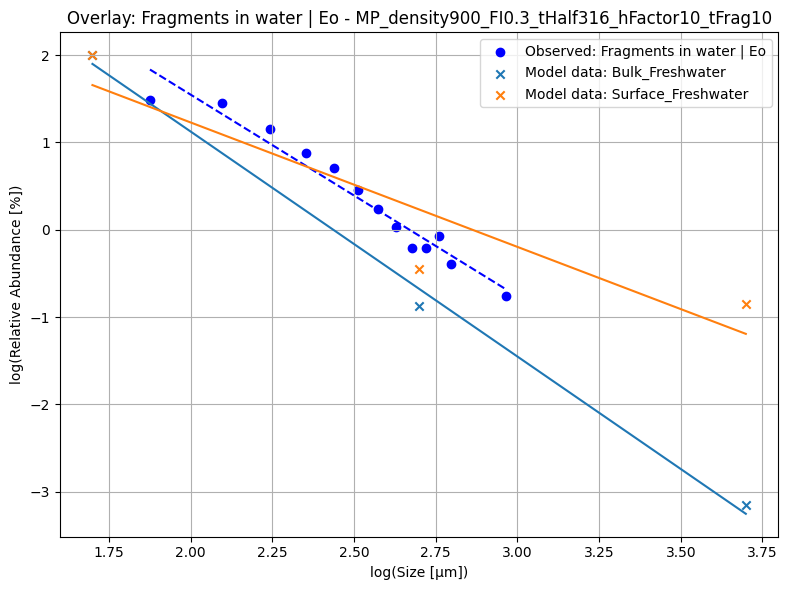 Overlay: Fragments in water | Eo - MP_density900_FI0.3_tHalf316_hFactor10_tFrag10
Observed: Fragments in water | Eo
Model data: Bulk_Freshwater
Model data: Surface_Freshwater
log(Relative Abundance [%])
2
1
0
−1
−2
−3
1.75 2.00 2.25 2.50 2.75 3.00 3.25 3.50 3.75
log(Size [μm])